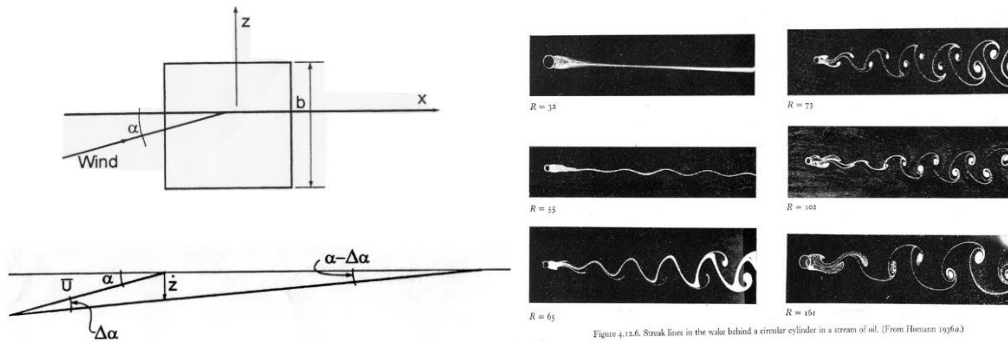 z
x
b
α
Wind
α–Δα
Ū
α
ż
Δα
R = 32
R = 73
R = 55
R = 102
R = 65
R = 161
Figure 4.12.6. Streak lines in the wake behind a circular cylinder in a stream of oil. (From Homann 1936a.)